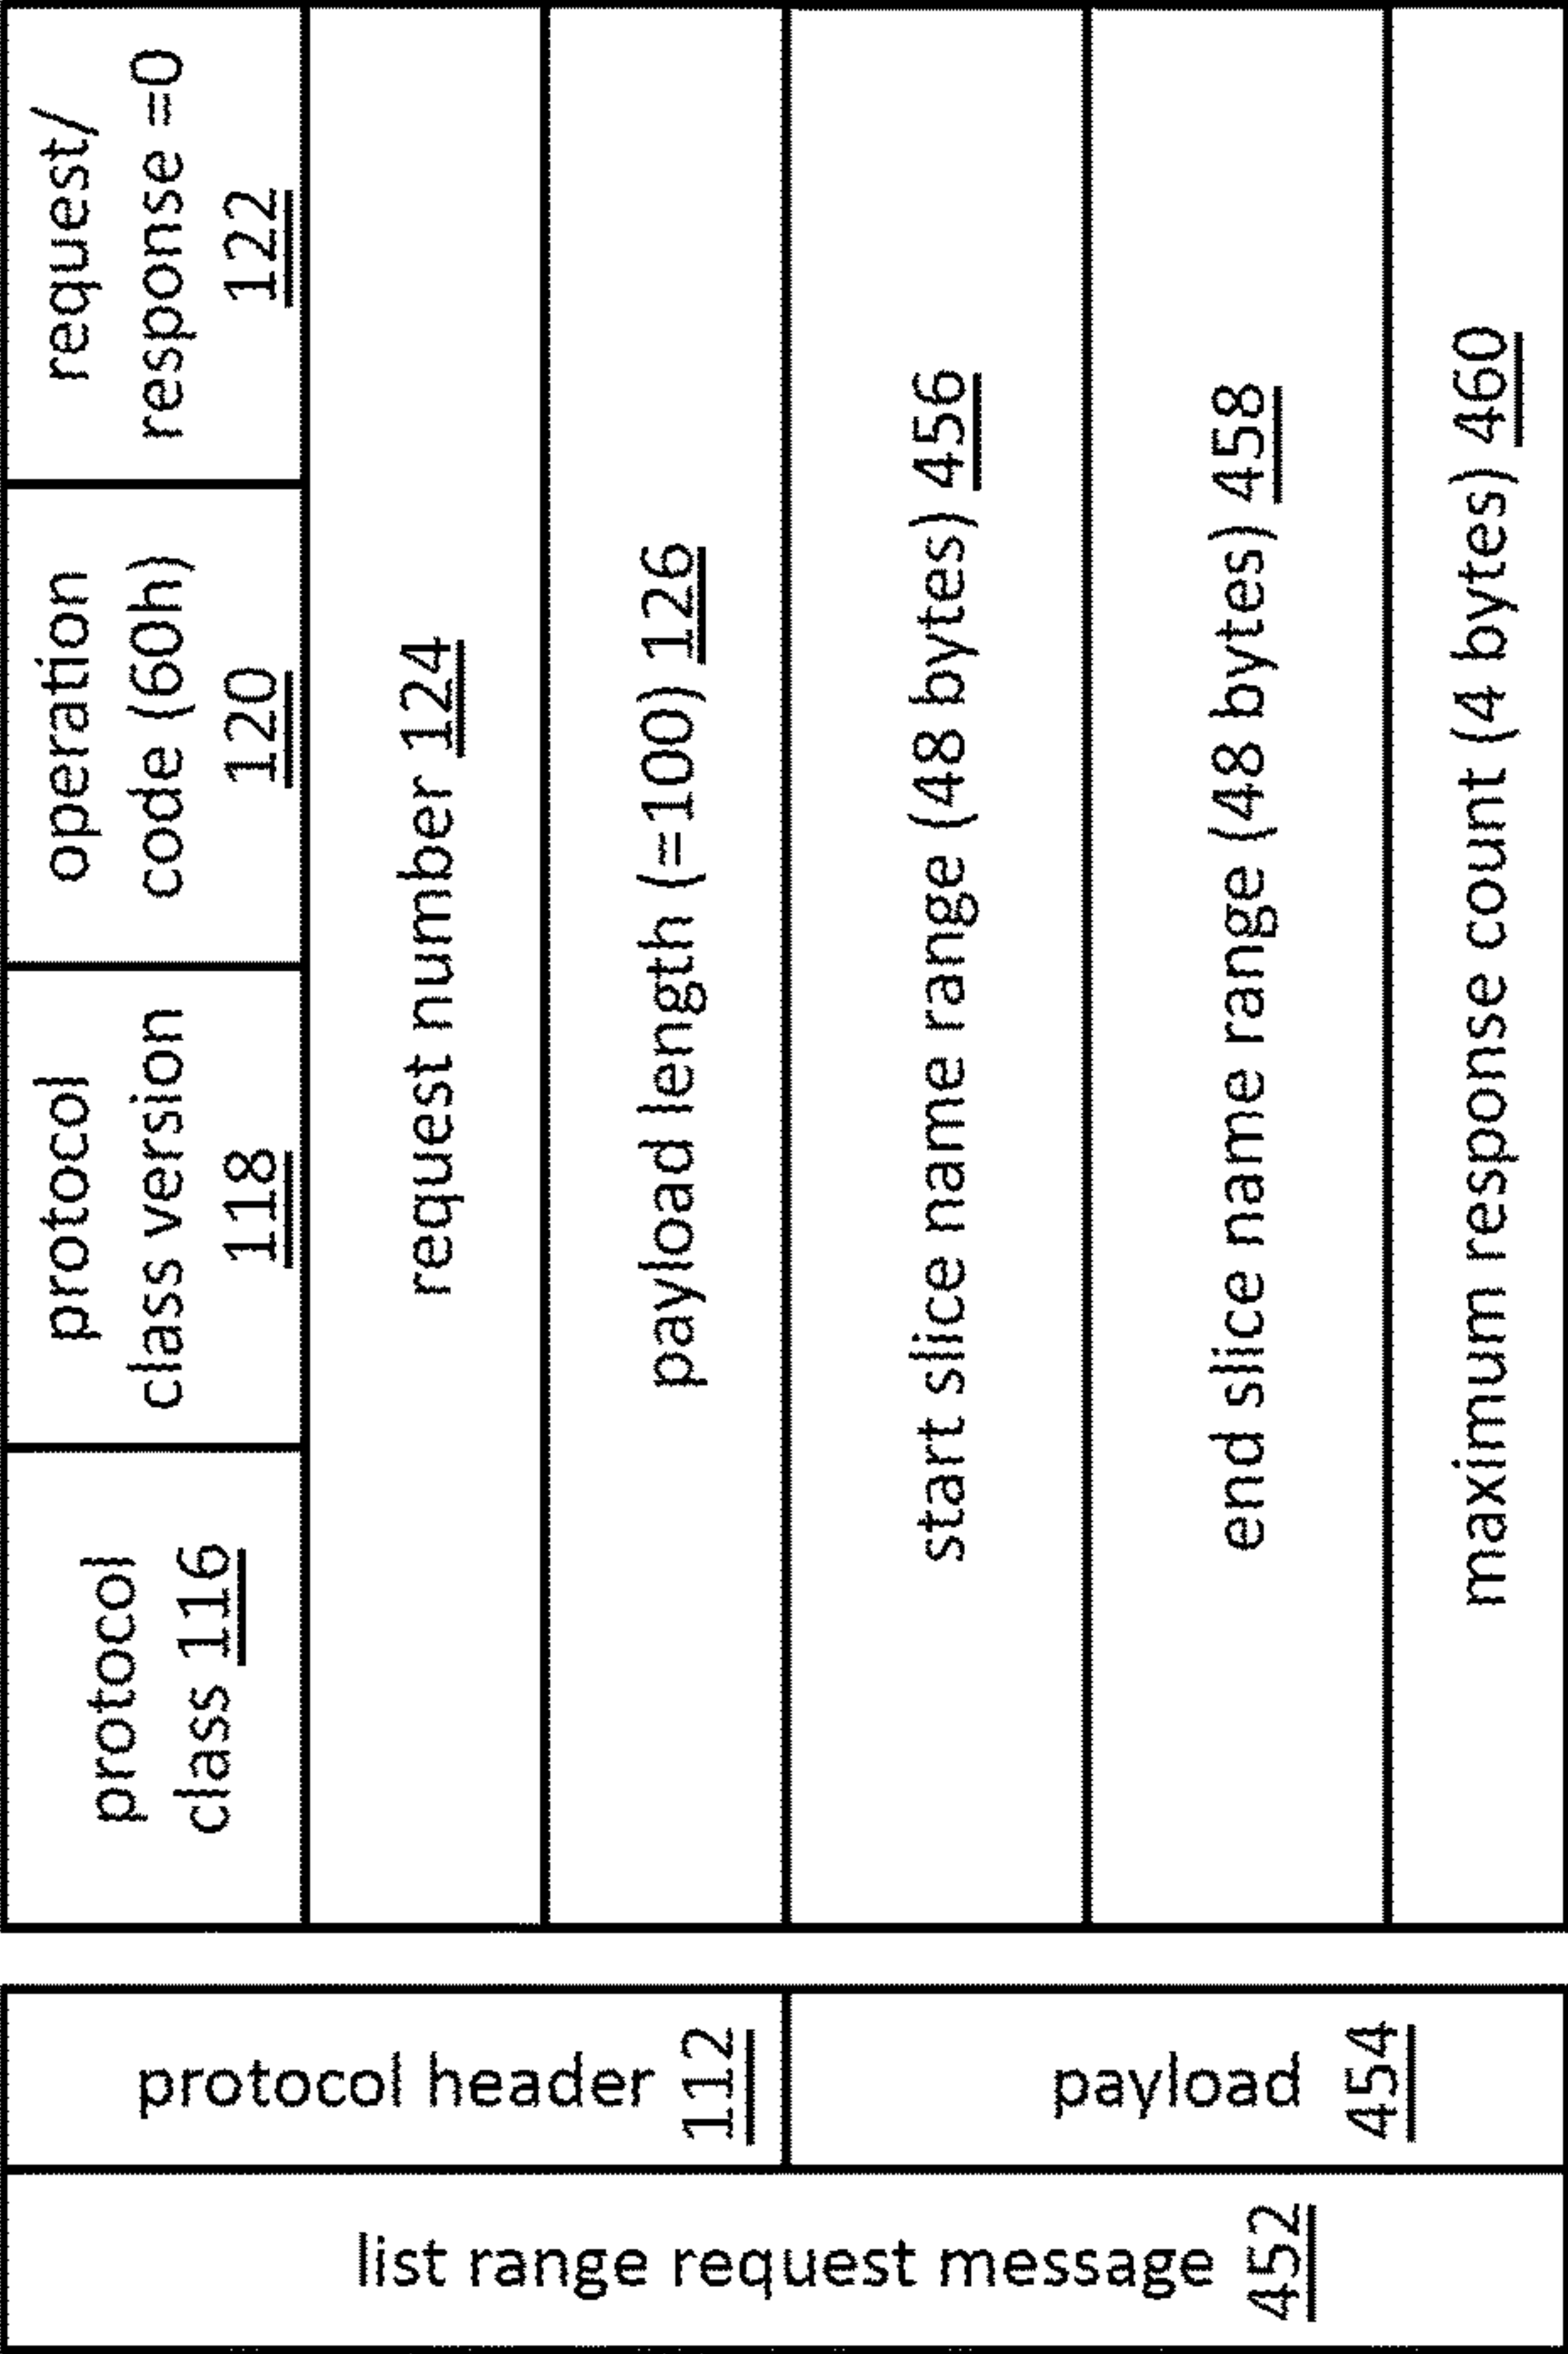 list range request message 452
protocol header 112
payload 454
protocol
class 116
protocol
class version
118
operation
code (60h)
120
request/
response =0
122
request number 124
payload length (=100) 126
start slice name range (48 bytes) 456
end slice name range (48 bytes) 458
maximum response count (4 bytes) 460